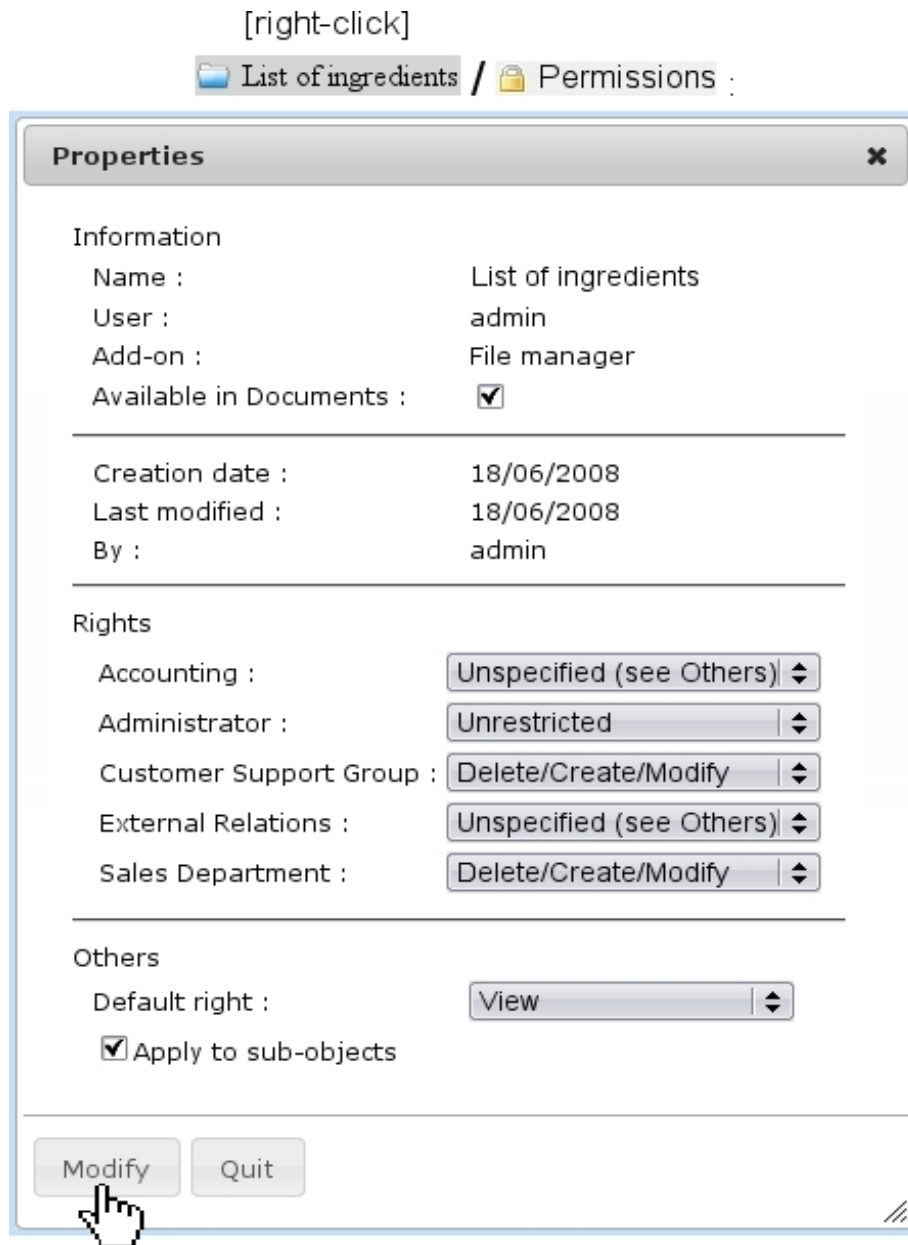 [right-click]
List of ingredients / Permissions :
Properties
Information
Name : List of ingredients
User : admin
Add-on : File manager
Available in Documents :
Creation date : 18/06/2008
Last modified : 18/06/2008
By : admin
Rights
Accounting : Unspecified (see Others)
Administrator : Unrestricted
Customer Support Group : Delete/Create/Modify
External Relations : Unspecified (see Others)
Sales Department : Delete/Create/Modify
Others
Default right : View
Apply to sub-objects
Modify Quit